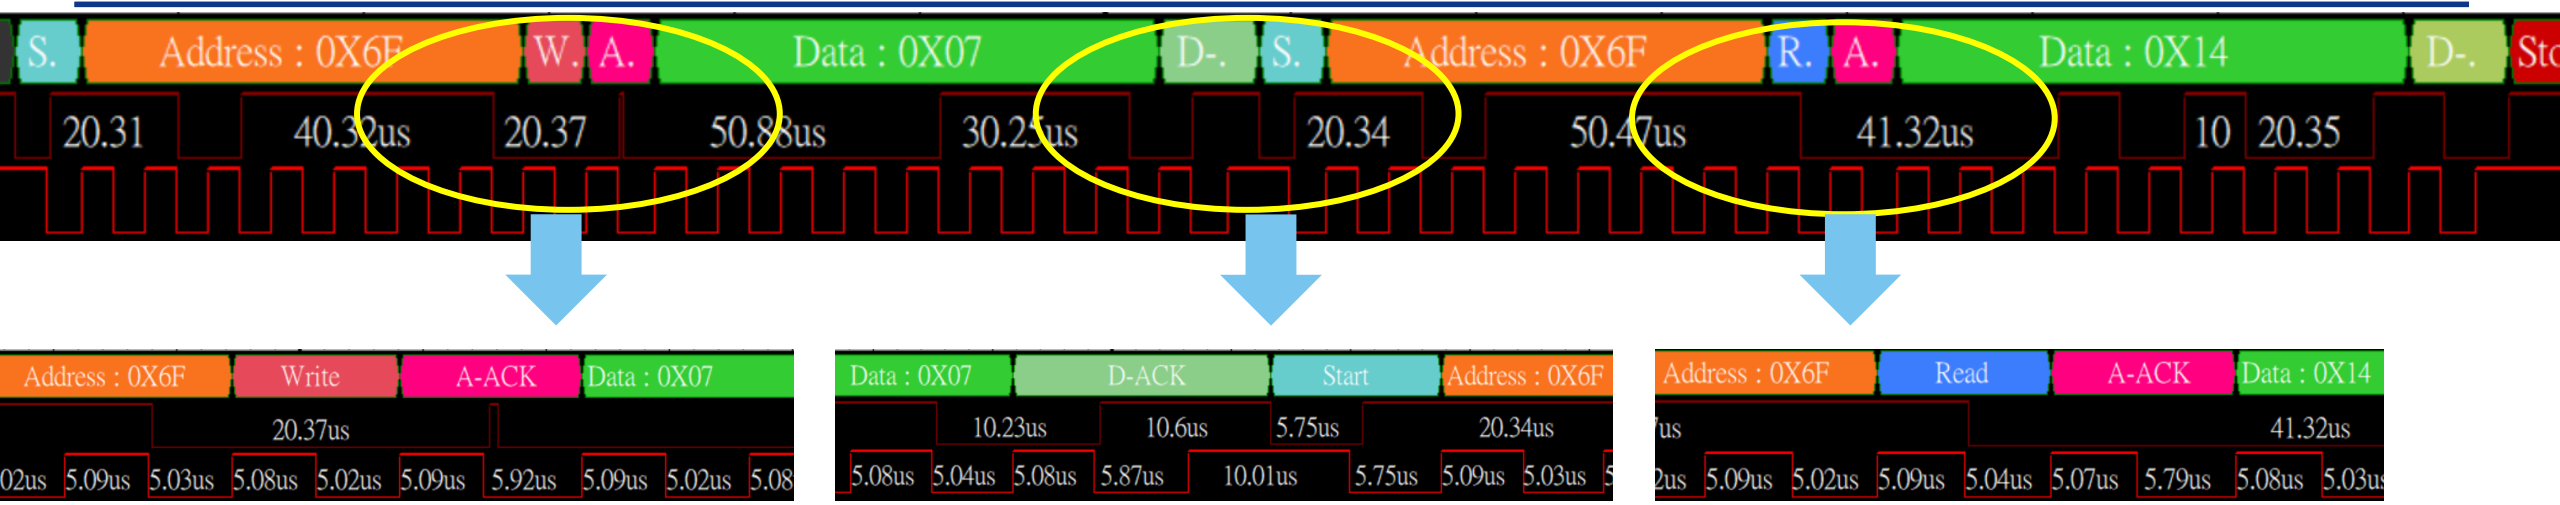 S. Address : 0X6F W. A. Data : 0X07 D-. S. Address : 0X6F R. A. Data : 0X14 D-. Sto
20.31 40.32us 20.37 50.88us 30.25us 20.34 50.47us 41.32us 10 20.35
Address : 0X6F Write A-ACK Data : 0X07
20.37us
02us 5.09us 5.03us 5.08us 5.02us 5.09us 5.92us 5.09us 5.02us 5.08
Data : 0X07 D-ACK Start Address : 0X6F
10.23us 10.6us 5.75us 20.34us
5.08us 5.04us 5.08us 5.87us 10.01us 5.75us 5.09us 5.03us 5
Address : 0X6F Read A-ACK Data : 0X14
us 41.32us
2us 5.09us 5.02us 5.09us 5.04us 5.07us 5.79us 5.08us 5.03us